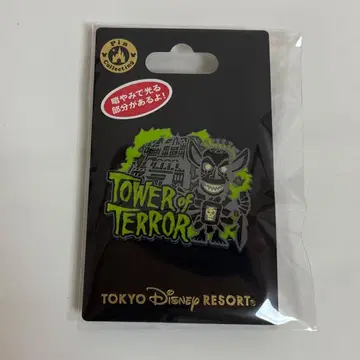 Pin
Collecting
暗やみで光る
部分があるよ!
TOWER of
TERROR
TOKYO Disney RESORT®